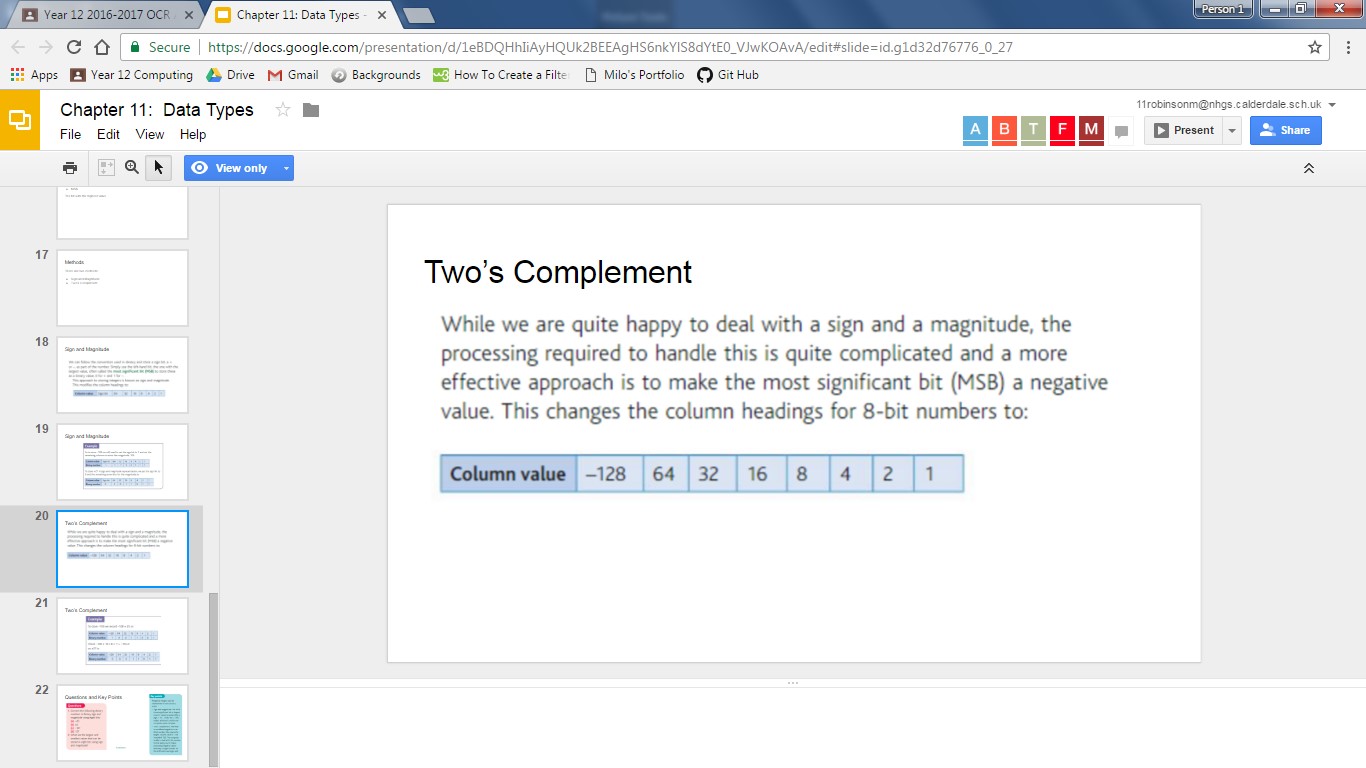 Year 12 2016-2017 OCR
Chapter 11: Data Types -
Person 1
Secure
https://docs.google.com/presentation/d/1eBDQHhIiAyHQUk2BEEAgHS6nkYlS8dYtE0_VJwKOAvA/edit#slide=id.g1d32d76776_0_27
Apps Year 12 Computing Drive Gmail Backgrounds How To Create a Filte Milo's Portfolio Git Hub
Chapter 11: Data Types
11robinsonm@nhgs.calderdale.sch.uk
File Edit View Help
A B T F M
Present
Share
View only
17
Methods
18
Sign and Magnitude
19
Sign and Magnitude
20
Two's Complement
21
Two's Complement
22
Questions and Key Points
Two's Complement
While we are quite happy to deal with a sign and a magnitude, the
processing required to handle this is quite complicated and a more
effective approach is to make the most significant bit (MSB) a negative
value. This changes the column headings for 8-bit numbers to:
Column value –128 64 32 16 8 4 2 1